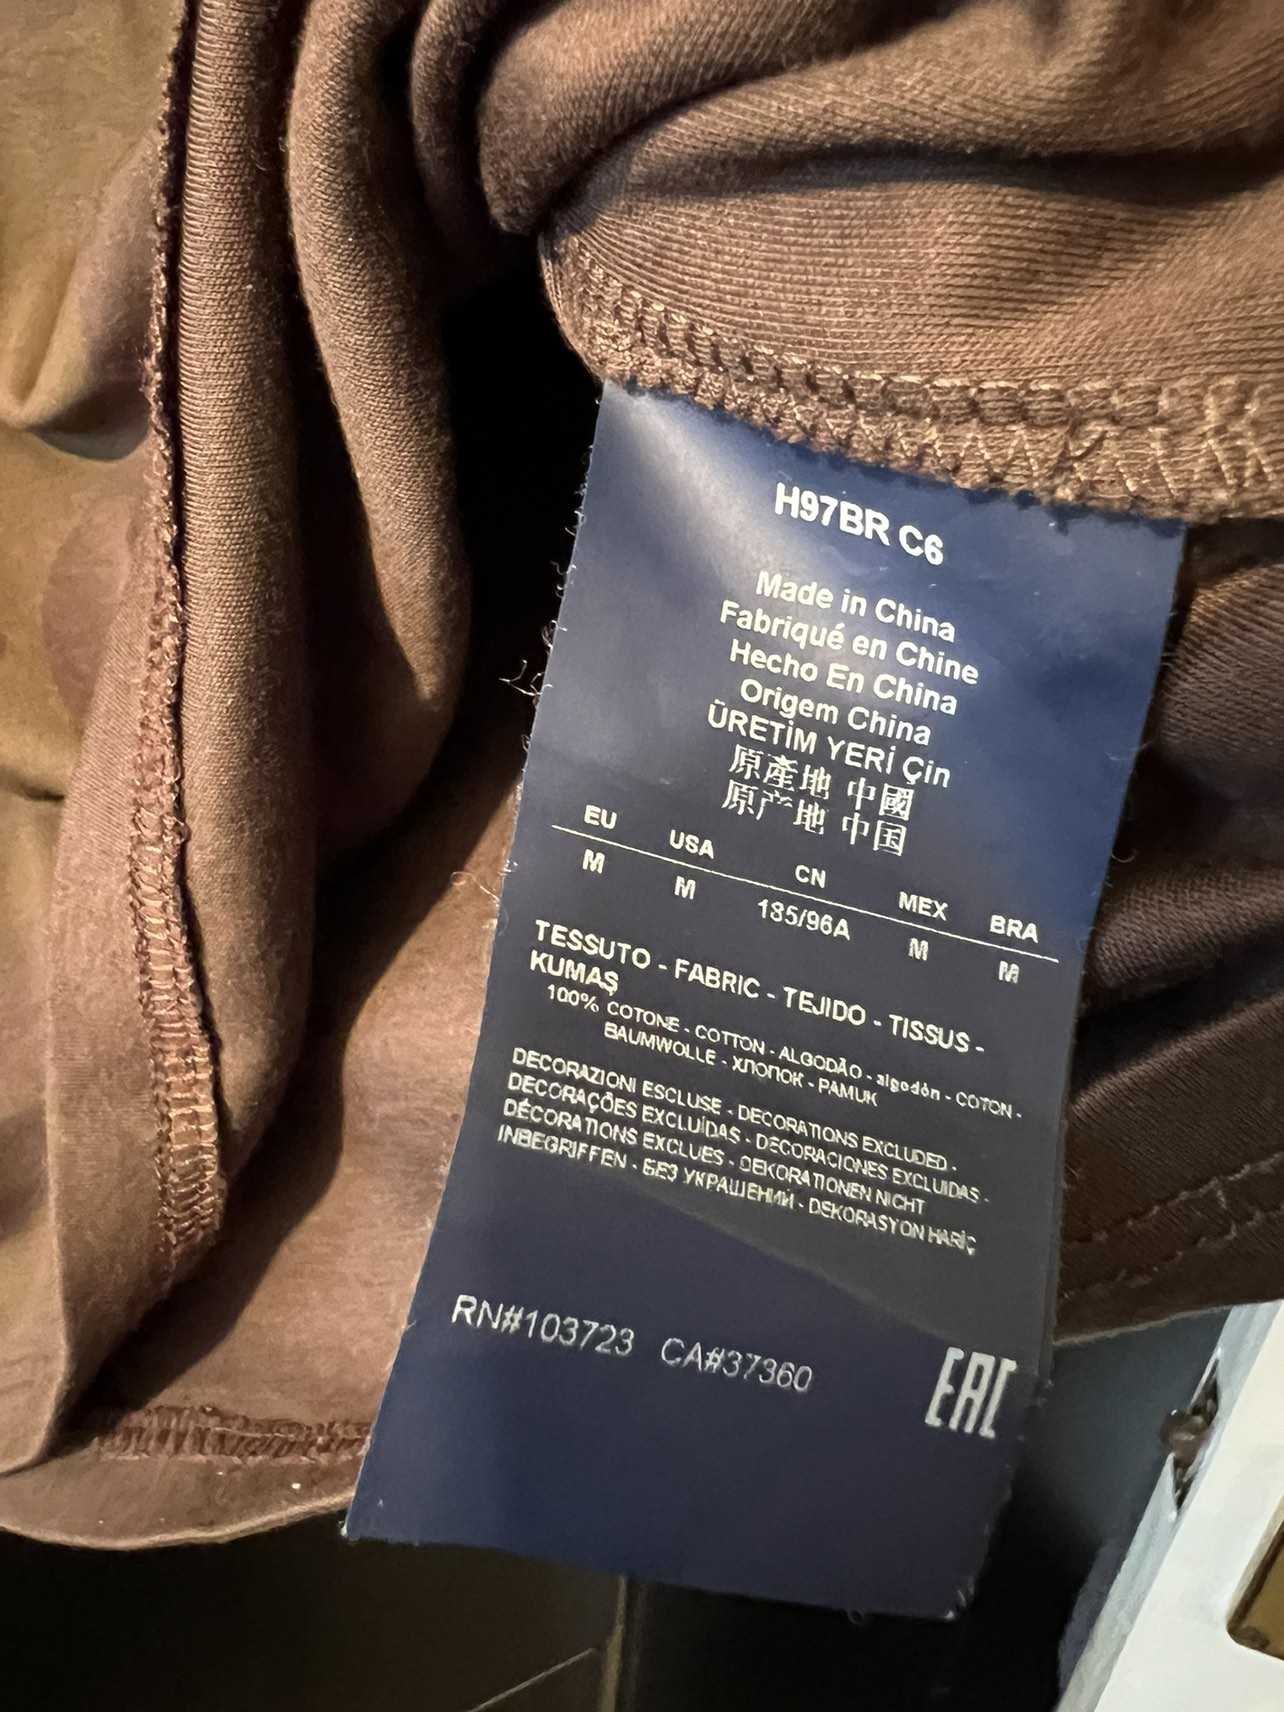 H97BR C6
Made in China
Fabriqué en Chine
Hecho En China
Origem China
ÜRETİM YERİ Çin
原產地 中國
原产地 中国
EU USA CN MEX BRA
M M 185/96A M M
TESSUTO - FABRIC - TEJIDO - TISSUS -
KUMAŞ
100% COTONE - COTTON - ALGODÃO - algodón - COTON -
BAUMWOLLE - ХЛОПОК - PAMUK
DECORAZIONI ESCLUSE - DECORATIONS EXCLUDED -
DECORAÇÕES EXCLUÍDAS - DECORACIONES EXCLUIDAS -
DÉCORATIONS EXCLUES - DEKORATIONEN NICHT
INBEGRIFFEN - БЕЗ УКРАШЕНИЙ - DEKORASYON HARİÇ
RN#103723 CA#37360
EAC